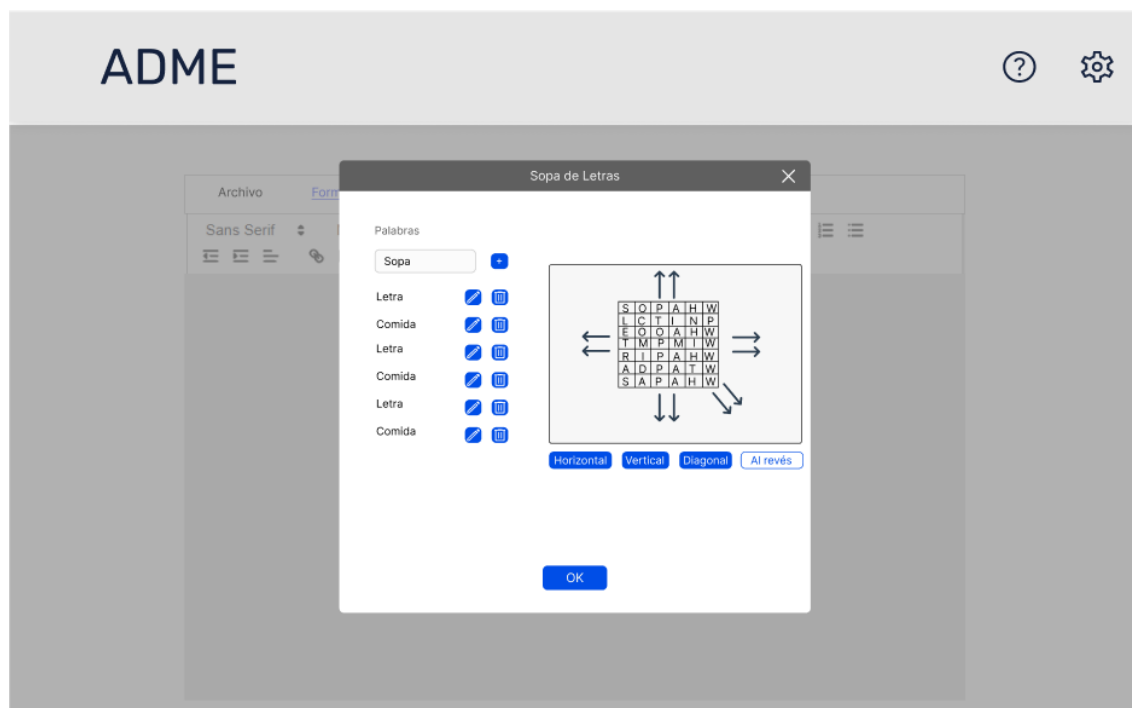 ADME
Sopa de Letras
Archivo Form
Sans Serif
Palabras
Sopa
+
Letra
Comida
Letra
Comida
Letra
Comida
S O P A H W
L C T I N P
E O O A H W
T M P M I W
R I P A H W
A D P A T W
S A P A H W
Horizontal Vertical Diagonal Al revés
OK